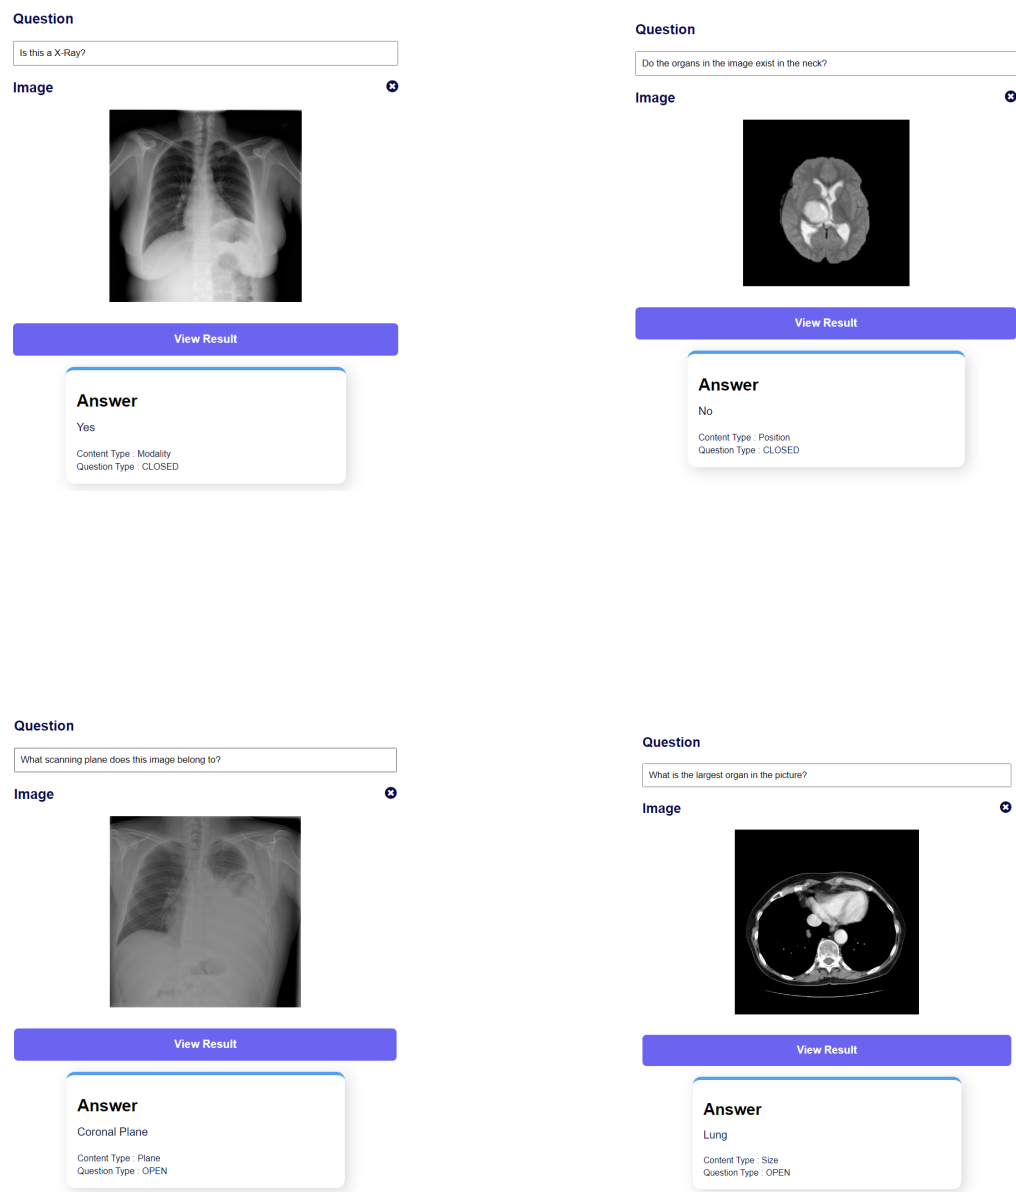 Question
Is this a X-Ray?
Image
View Result
Answer
Yes
Content Type : Modality
Question Type : CLOSED
Question
Do the organs in the image exist in the neck?
Image
View Result
Answer
No
Content Type : Position
Question Type : CLOSED
Question
What scanning plane does this image belong to?
Image
View Result
Answer
Coronal Plane
Content Type : Plane
Question Type : OPEN
Question
What is the largest organ in the picture?
Image
View Result
Answer
Lung
Content Type : Size
Question Type : OPEN